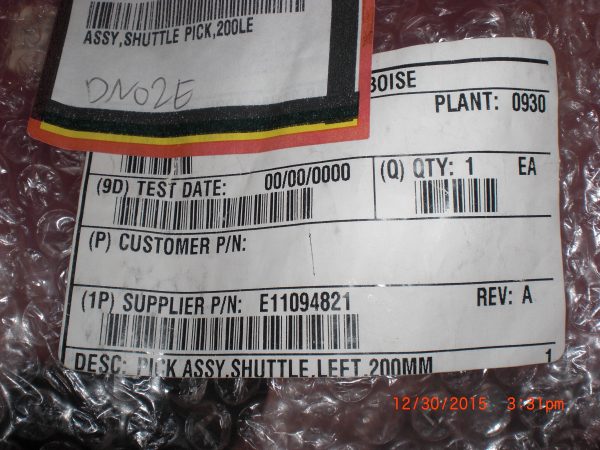 ASSY,SHUTTLE PICK,200LE
DNO2E
BOISE
PLANT: 0930
(9D) TEST DATE: 00/00/0000
(Q) QTY: 1 EA
(P) CUSTOMER P/N:
(1P) SUPPLIER P/N: E11094821
REV: A
DESC: PICK ASSY,SHUTTLE,LEFT,200MM 1
12/30/2015 3:31pm